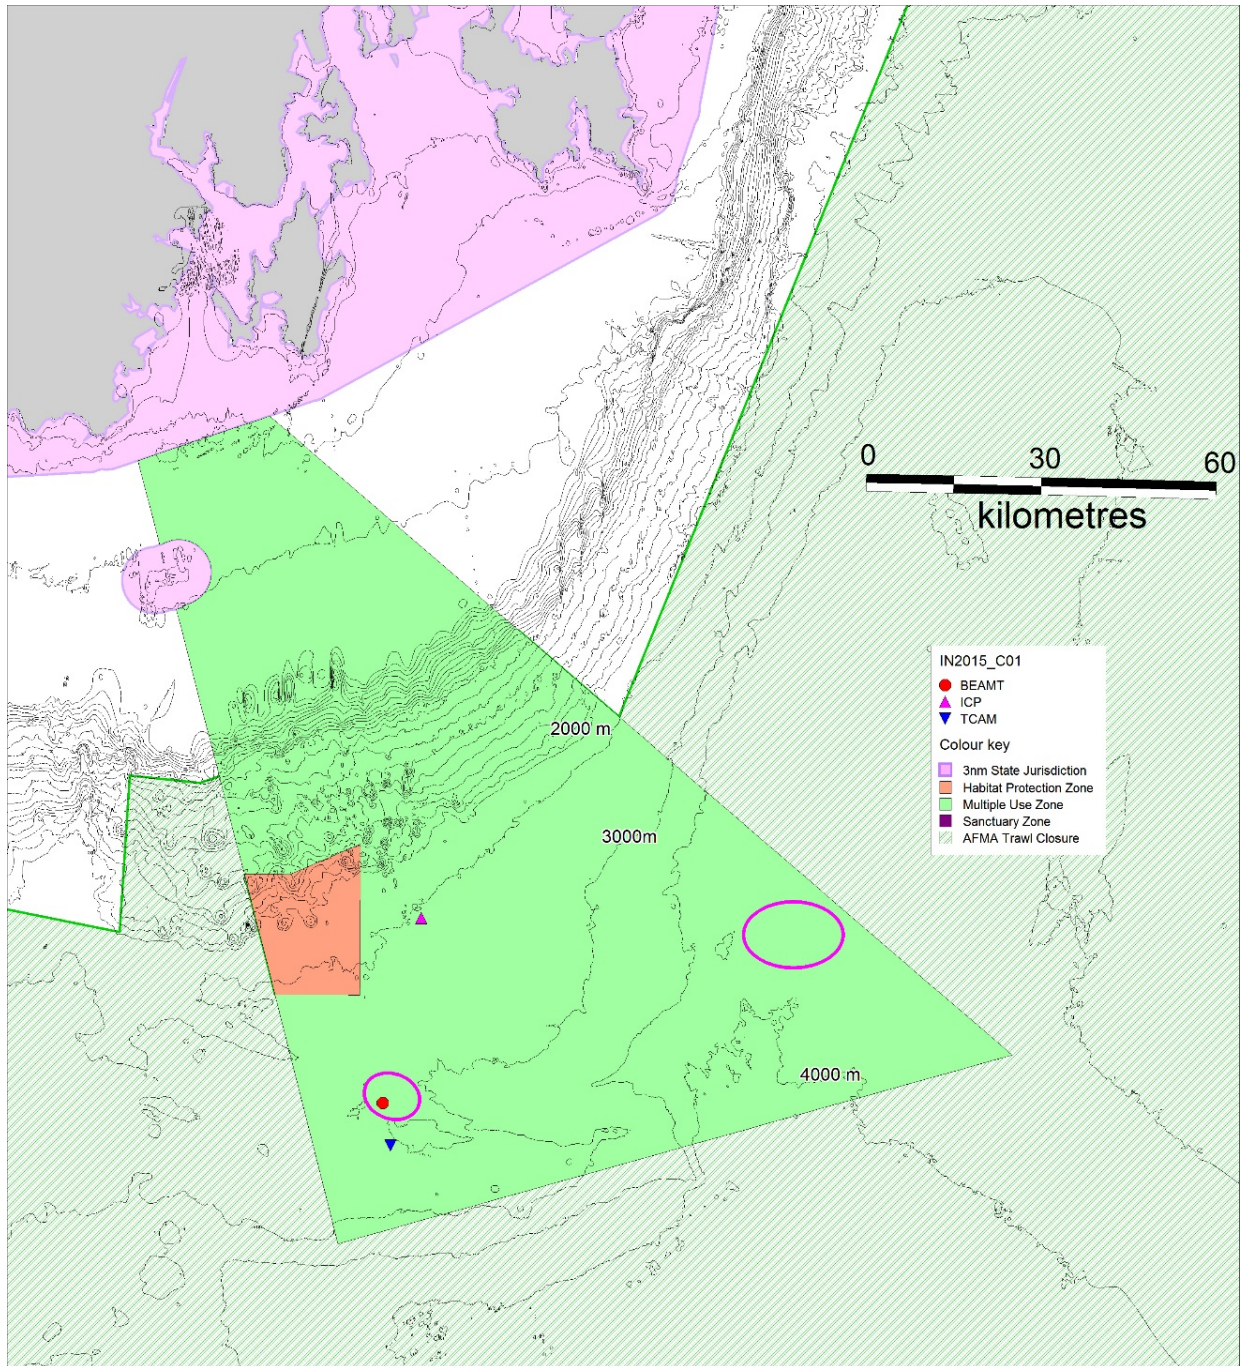 0 30 60
kilometres
IN2015_C01
BEAMT
ICP
TCAM
Colour key
3nm State Jurisdiction
Habitat Protection Zone
Multiple Use Zone
Sanctuary Zone
AFMA Trawl Closure
2000 m
3000m
4000 m